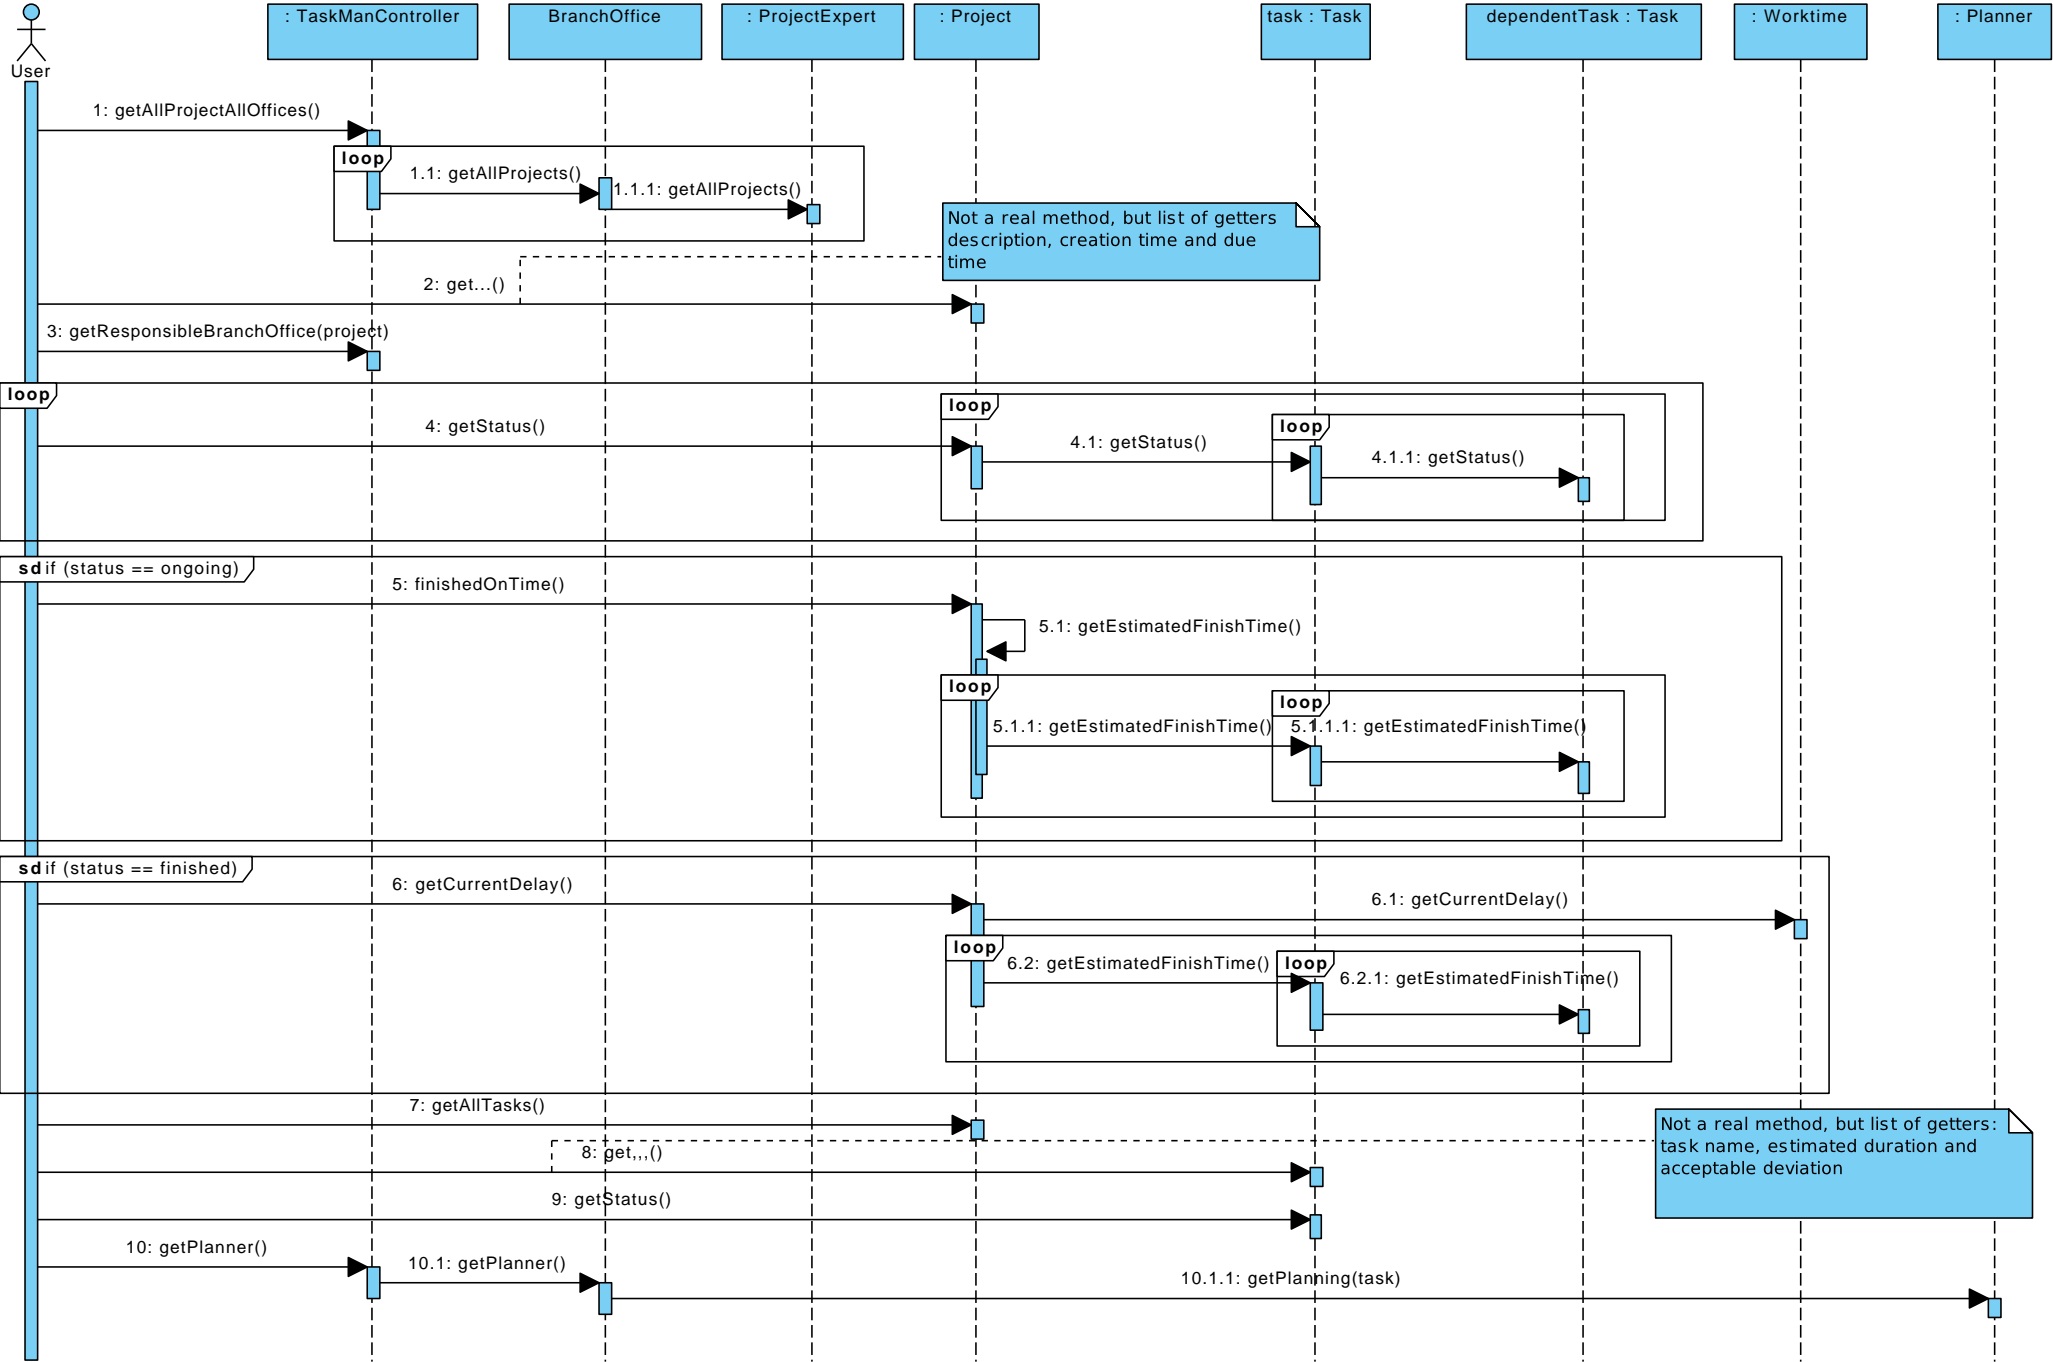 User
: TaskManController
BranchOffice
: ProjectExpert
: Project
task : Task
dependentTask : Task
: Worktime
: Planner
1: getAllProjectAllOffices()
loop
1.1: getAllProjects()
1.1.1: getAllProjects()
Not a real method, but list of getters
description, creation time and due
time
2: get...()
3: getResponsibleBranchOffice(project)
loop
loop
loop
4: getStatus()
4.1: getStatus()
4.1.1: getStatus()
sd if (status == ongoing)
5: finishedOnTime()
5.1: getEstimatedFinishTime()
loop
loop
5.1.1: getEstimatedFinishTime()
5.1.1.1: getEstimatedFinishTime()
sd if (status == finished)
6: getCurrentDelay()
6.1: getCurrentDelay()
loop
6.2: getEstimatedFinishTime()
loop
6.2.1: getEstimatedFinishTime()
7: getAllTasks()
Not a real method, but list of getters:
task name, estimated duration and
acceptable deviation
8: get,,,()
9: getStatus()
10: getPlanner()
10.1: getPlanner()
10.1.1: getPlanning(task)